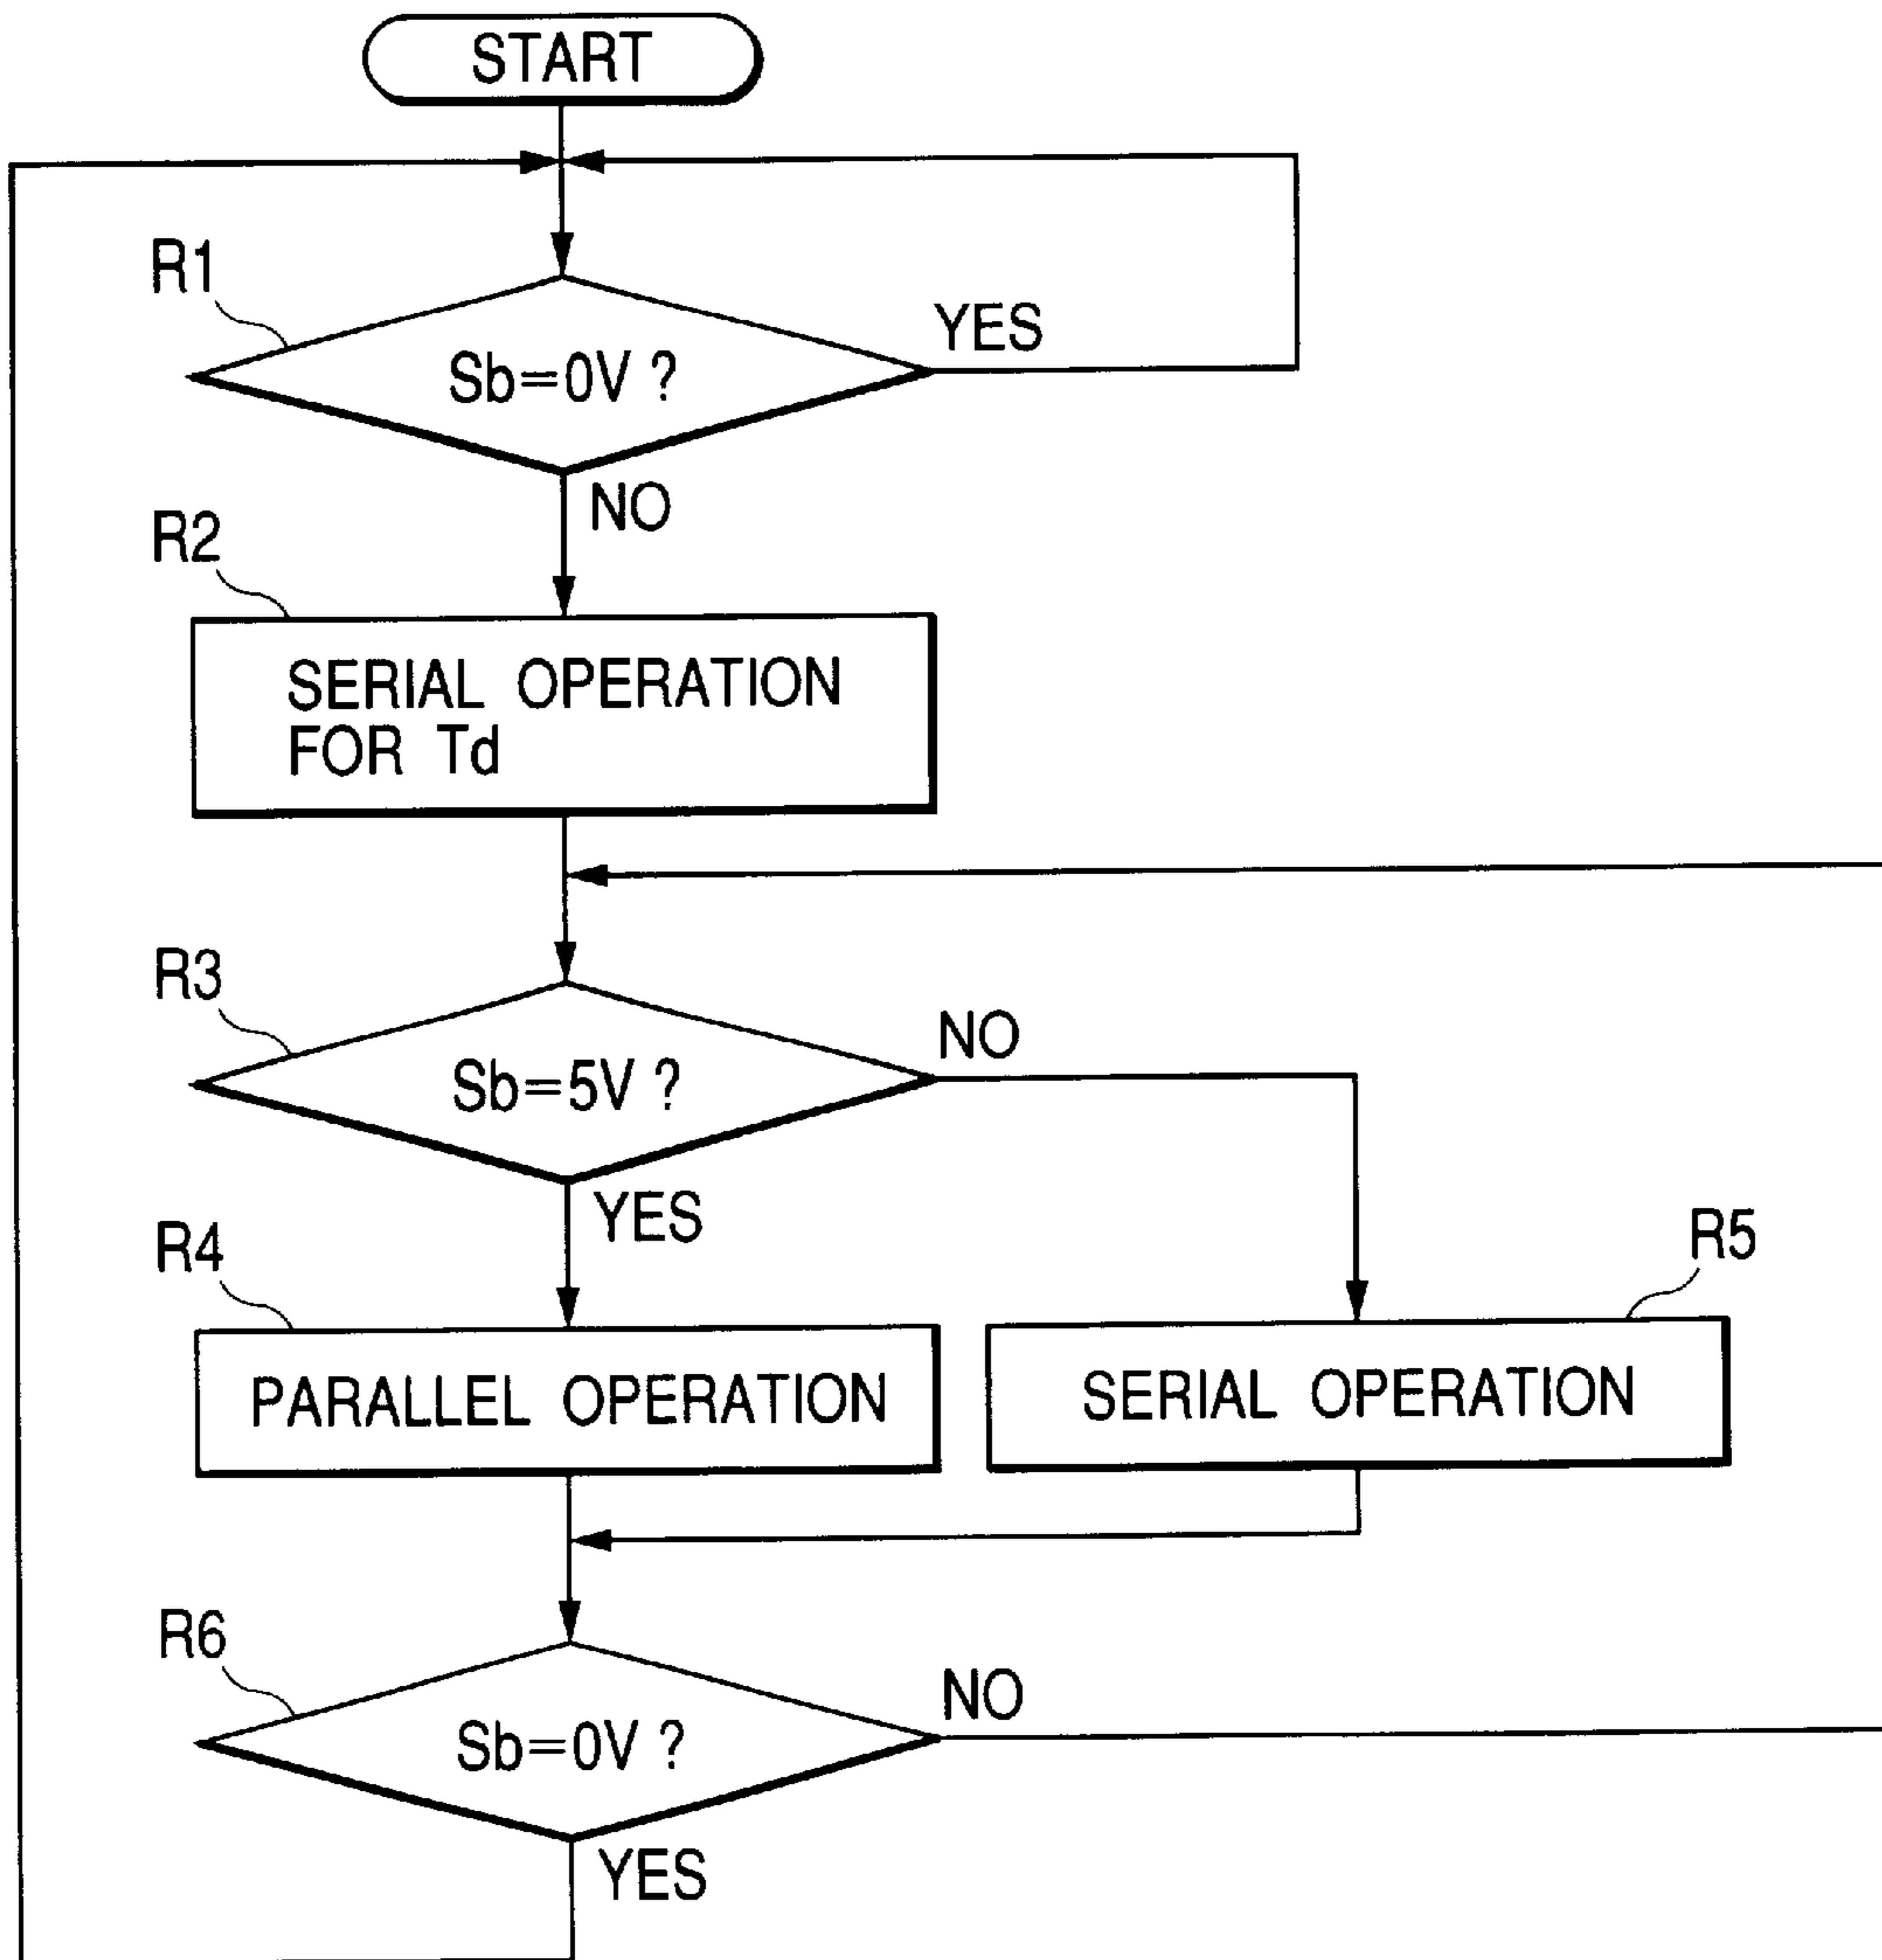 START
R1
YES
Sb=0V ?
NO
R2
SERIAL OPERATION
FOR Td
R3
NO
Sb=5V ?
YES
R4
R5
PARALLEL OPERATION
SERIAL OPERATION
R6
NO
Sb=0V ?
YES